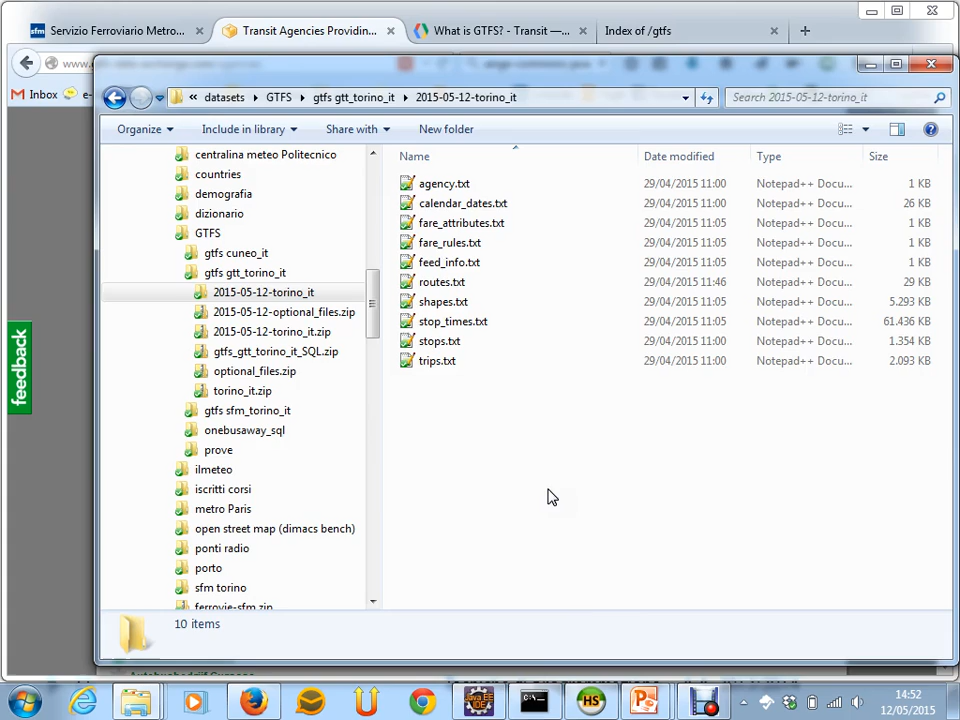 Servizio Ferroviario Metro...
Transit Agencies Providin...
What is GTFS? - Transit —...
Index of /gtfs
Inbox
e-
datasets
GTFS
gtfs gtt_torino_it
2015-05-12-torino_it
Search 2015-05-12-torino_it
Organize
Include in library
Share with
New folder
Name
Date modified
Type
Size
centralina meteo Politecnico
countries
demografia
dizionario
GTFS
gtfs cuneo_it
gtfs gtt_torino_it
2015-05-12-torino_it
2015-05-12-optional_files.zip
2015-05-12-torino_it.zip
gtfs_gtt_torino_it_SQL.zip
optional_files.zip
torino_it.zip
gtfs sfm_torino_it
onebusaway_sql
prove
ilmeteo
iscritti corsi
metro Paris
open street map (dimacs bench)
ponti radio
porto
sfm torino
ferrovie-sfm.zip
agency.txt 29/04/2015 11:00 Notepad++ Docu... 1 KB
calendar_dates.txt 29/04/2015 11:00 Notepad++ Docu... 26 KB
fare_attributes.txt 29/04/2015 11:05 Notepad++ Docu... 1 KB
fare_rules.txt 29/04/2015 11:05 Notepad++ Docu... 1 KB
feed_info.txt 29/04/2015 11:05 Notepad++ Docu... 1 KB
routes.txt 29/04/2015 11:46 Notepad++ Docu... 29 KB
shapes.txt 29/04/2015 11:05 Notepad++ Docu... 5.293 KB
stop_times.txt 29/04/2015 11:05 Notepad++ Docu... 61.436 KB
stops.txt 29/04/2015 11:00 Notepad++ Docu... 1.354 KB
trips.txt 29/04/2015 11:00 Notepad++ Docu... 2.093 KB
feedback
10 items
14:52
12/05/2015